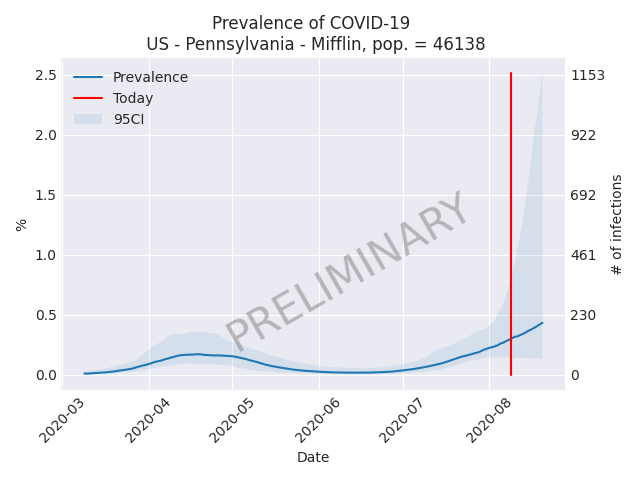 Prevalence of COVID-19
US - Pennsylvania - Mifflin, pop. = 46138
Prevalence
Today
95CI
PRELIMINARY
2.5
2.0
1.5
1.0
0.5
0.0
%
1153
922
692
461
230
0
# of infections
2020-03
2020-04
2020-05
2020-06
2020-07
2020-08
Date